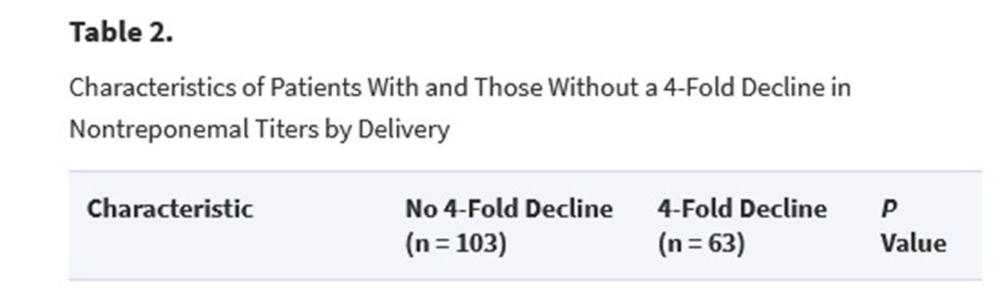 Table 2.
Characteristics of Patients With and Those Without a 4-Fold Decline in
Nontreponemal Titers by Delivery
Characteristic No 4-Fold Decline 4-Fold Decline P
(n = 103) (n = 63) Value